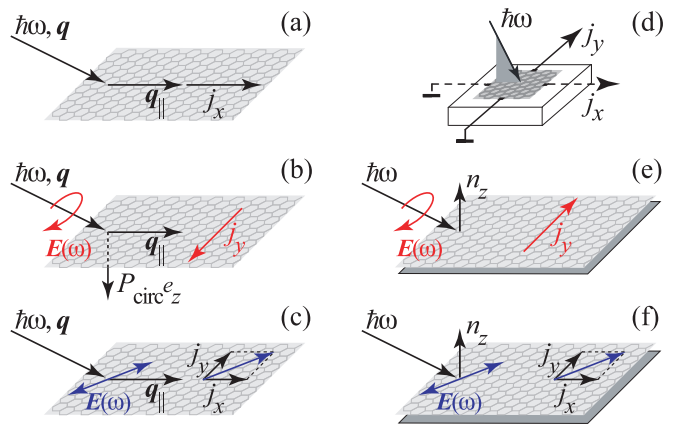 (a)
ħω, q
q||
jx
(d)
ħω
jy
jx
(b)
ħω, q
E(ω)
q||
jy
Pcirc ez
(e)
ħω
nz
E(ω)
jy
(c)
ħω, q
E(ω)
q||
jy
jx
(f)
ħω
nz
E(ω)
jy
jx